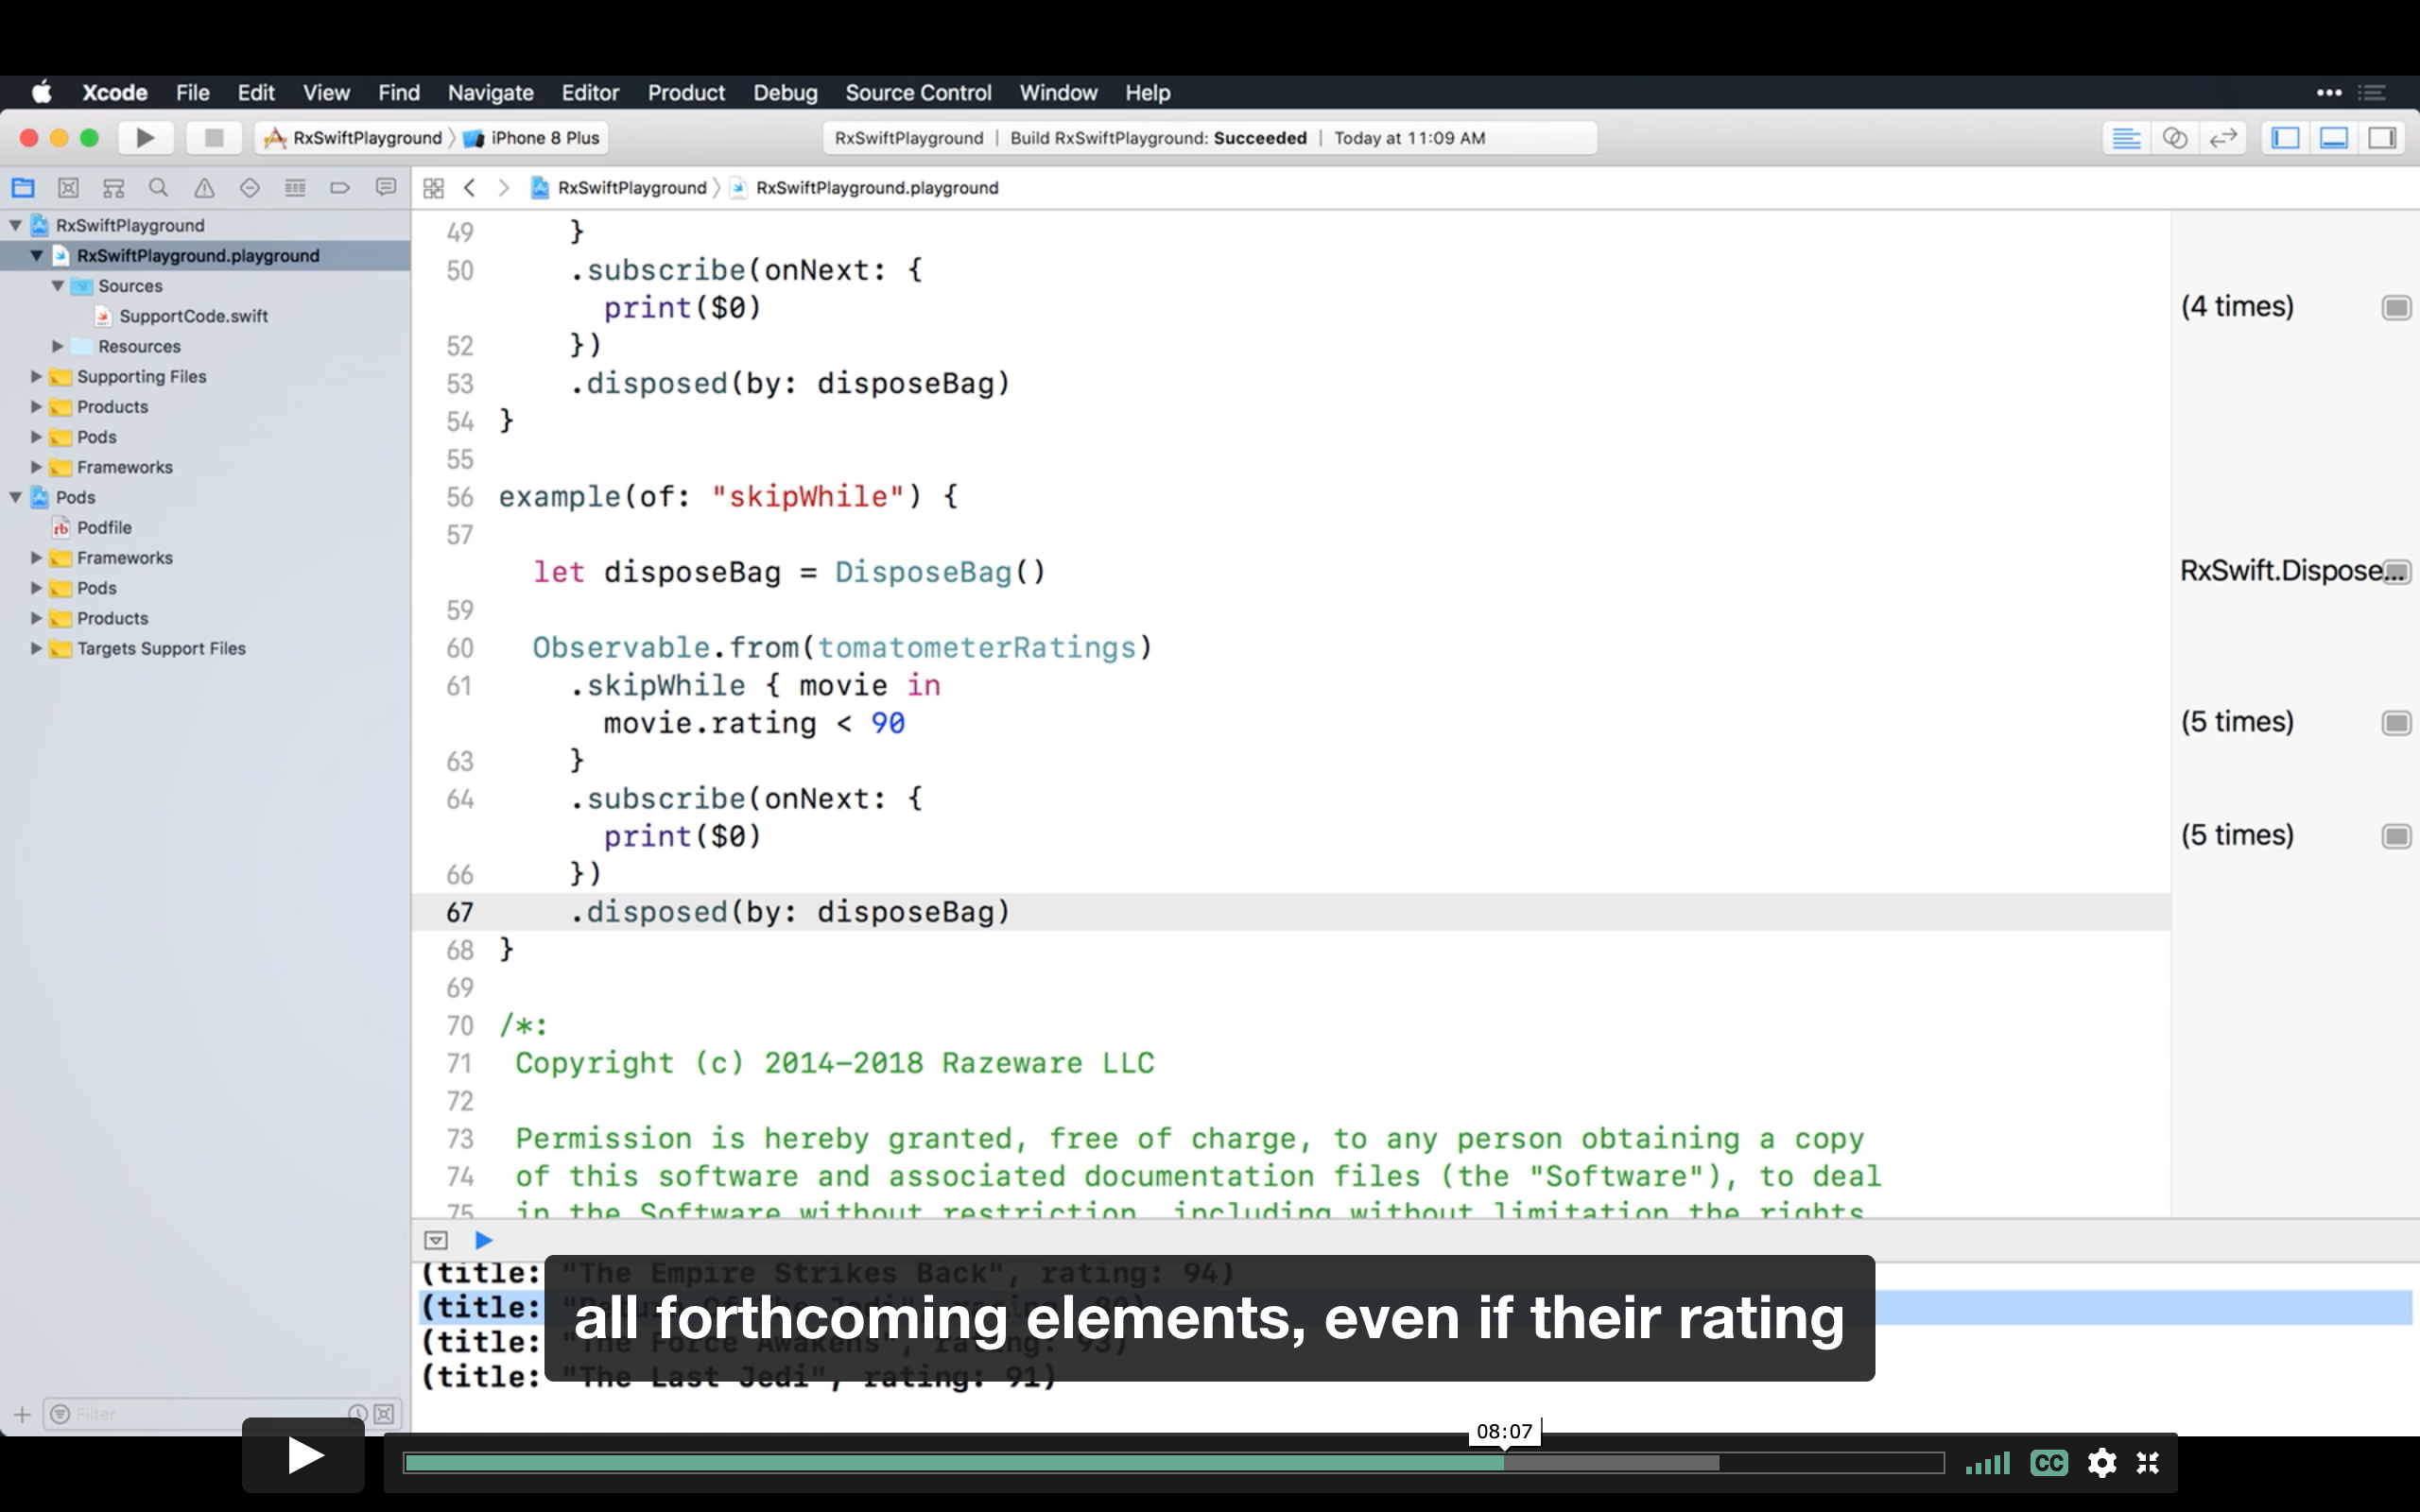 Xcode File Edit View Find Navigate Editor Product Debug Source Control Window Help
RxSwiftPlayground 〉 iPhone 8 Plus
RxSwiftPlayground | Build RxSwiftPlayground: Succeeded | Today at 11:09 AM
RxSwiftPlayground 〉 RxSwiftPlayground.playground
RxSwiftPlayground
RxSwiftPlayground.playground
Sources
SupportCode.swift
Resources
Supporting Files
Products
Pods
Frameworks
Pods
rb Podfile
Frameworks
Pods
Products
Targets Support Files
Filter
49 }
50 .subscribe(onNext: {
print($0) (4 times)
52 })
53 .disposed(by: disposeBag)
54 }
55
56 example(of: "skipWhile") {
57
let disposeBag = DisposeBag() RxSwift.Dispose...
59
60 Observable.from(tomatometerRatings)
61 .skipWhile { movie in
movie.rating < 90 (5 times)
63 }
64 .subscribe(onNext: {
print($0) (5 times)
66 })
67 .disposed(by: disposeBag)
68 }
69
70 /*:
71 Copyright (c) 2014-2018 Razeware LLC
72
73 Permission is hereby granted, free of charge, to any person obtaining a copy
74 of this software and associated documentation files (the "Software"), to deal
75 in the Software without restriction, including without limitation the rights
(title: "The Empire Strikes Back", rating: 94)
(title:
(title: "The Force Awakens", rating: 93)
(title: "The Last Jedi", rating: 91)
all forthcoming elements, even if their rating
08:07
CC